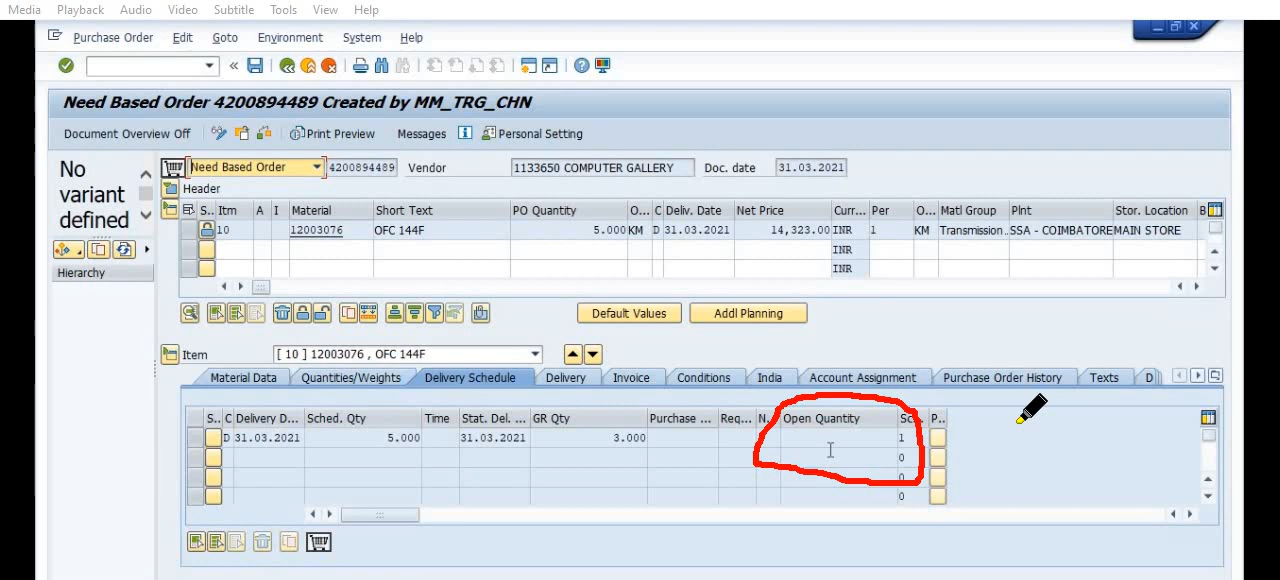 Media Playback Audio Video Subtitle Tools View Help
Purchase Order Edit Goto Environment System Help
Need Based Order 4200894489 Created by MM_TRG_CHN
Document Overview Off Print Preview Messages Personal Setting
No variant defined
Hierarchy
Need Based Order 4200894489 Vendor 1133650 COMPUTER GALLERY Doc. date 31.03.2021
Header
S.. Itm A I Material Short Text PO Quantity O... C Deliv. Date Net Price Curr... Per O... Matl Group Plnt Stor. Location B
10 12003076 OFC 144F 5.000 KM D 31.03.2021 14,323.00 INR 1 KM Transmission.. SSA - COIMBATORE MAIN STORE
INR
INR
Default Values Addl Planning
Item [ 10 ] 12003076 , OFC 144F
Material Data Quantities/Weights Delivery Schedule Delivery Invoice Conditions India Account Assignment Purchase Order History Texts D
S.. C Delivery D... Sched. Qty Time Stat. Del. ... GR Qty Purchase ... Req... N. Open Quantity Sc P..
D 31.03.2021 5.000 31.03.2021 3.000 1
0
0
0